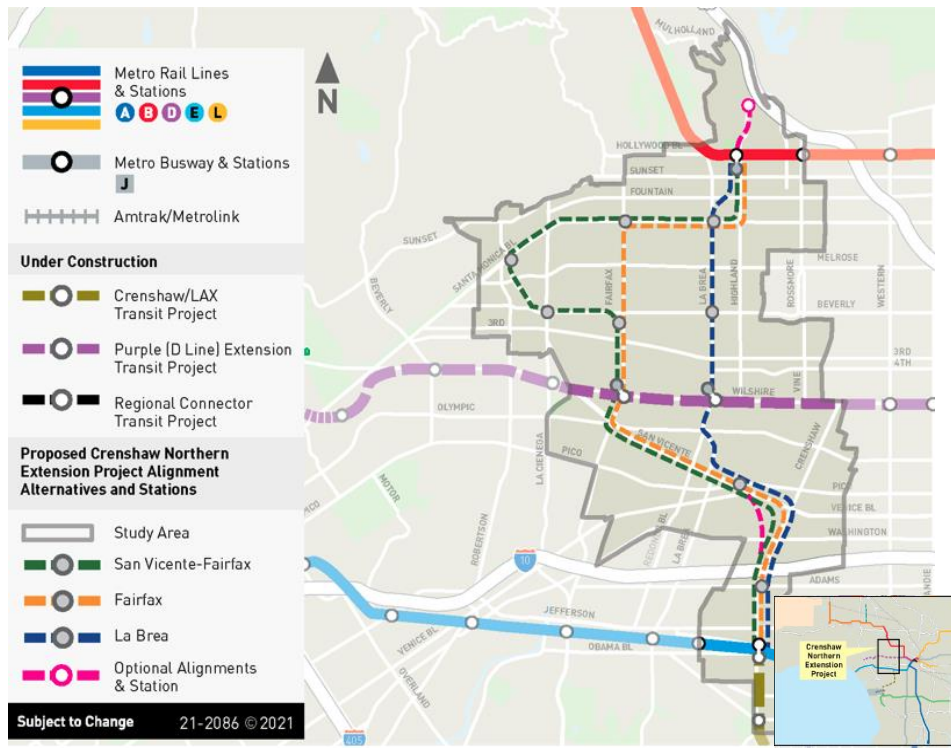 Metro Rail Lines
& Stations
A B D E L
Metro Busway & Stations
J
Amtrak/Metrolink
Under Construction
Crenshaw/LAX
Transit Project
Purple (D Line) Extension
Transit Project
Regional Connector
Transit Project
Proposed Crenshaw Northern
Extension Project Alignment
Alternatives and Stations
Study Area
San Vicente-Fairfax
Fairfax
La Brea
Optional Alignments
& Station
Subject to Change
21-2086 © 2021
N
MULHOLLAND
HOLLYWOOD BL
SUNSET
FOUNTAIN
SUNSET
SANTA MONICA BL
MELROSE
BEVERLY
FAIRFAX
LA BREA
HIGHLAND
ROSSMORE
WESTERN
BEVERLY
3RD
3RD
4TH
WILSHIRE
VINE
OLYMPIC
SAN VICENTE
CRENSHAW
PICO
LA CIENEGA
PICO
PICO
MOTOR
VENICE BL
WASHINGTON
ROBERTSON
REDONDO BL
LA BREA
10
ADAMS
JEFFERSON
VENICE BL
OBAMA BL
OVERLAND
405
Crenshaw
Northern
Extension
Project